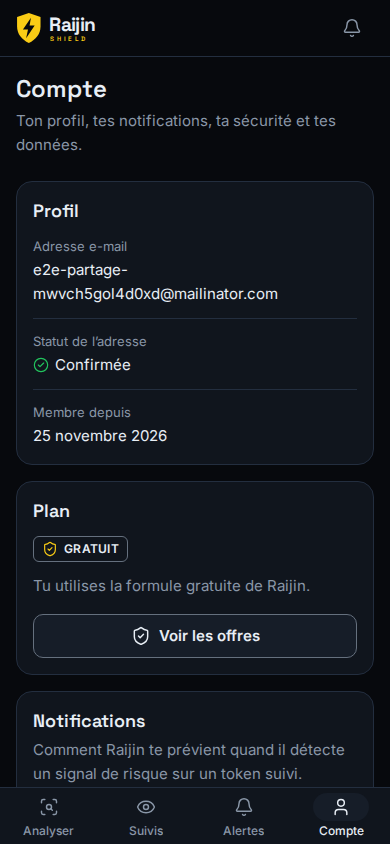 Raijin
SHIELD
Compte
Ton profil, tes notifications, ta sécurité et tes
données.
Profil
Adresse e-mail
e2e-partage-
mwvch5gol4d0xd@mailinator.com
Statut de l'adresse
Confirmée
Membre depuis
25 novembre 2026
Plan
GRATUIT
Tu utilises la formule gratuite de Raijin.
Voir les offres
Notifications
Comment Raijin te prévient quand il détecte
un signal de risque sur un token suivi.
Analyser
Suivis
Alertes
Compte